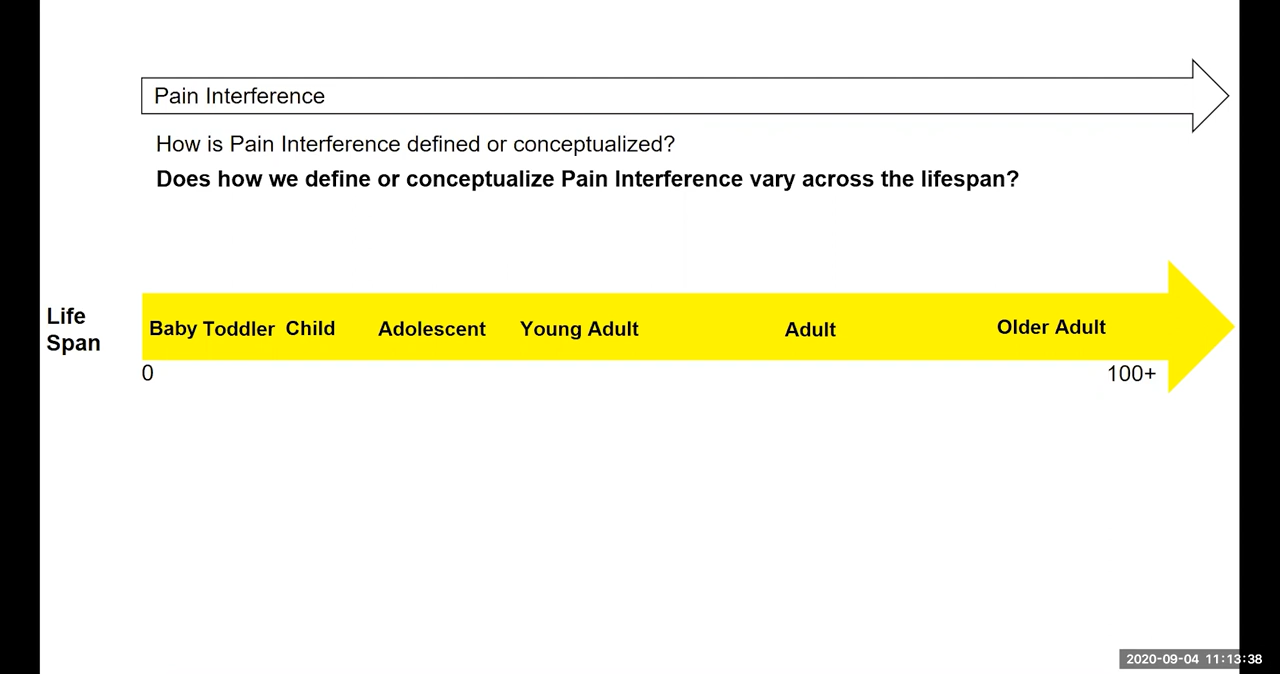 Pain Interference
How is Pain Interference defined or conceptualized?
Does how we define or conceptualize Pain Interference vary across the lifespan?
Life
Span
Baby Toddler Child Adolescent Young Adult Adult Older Adult
0 100+
2020-09-04 11:13:38